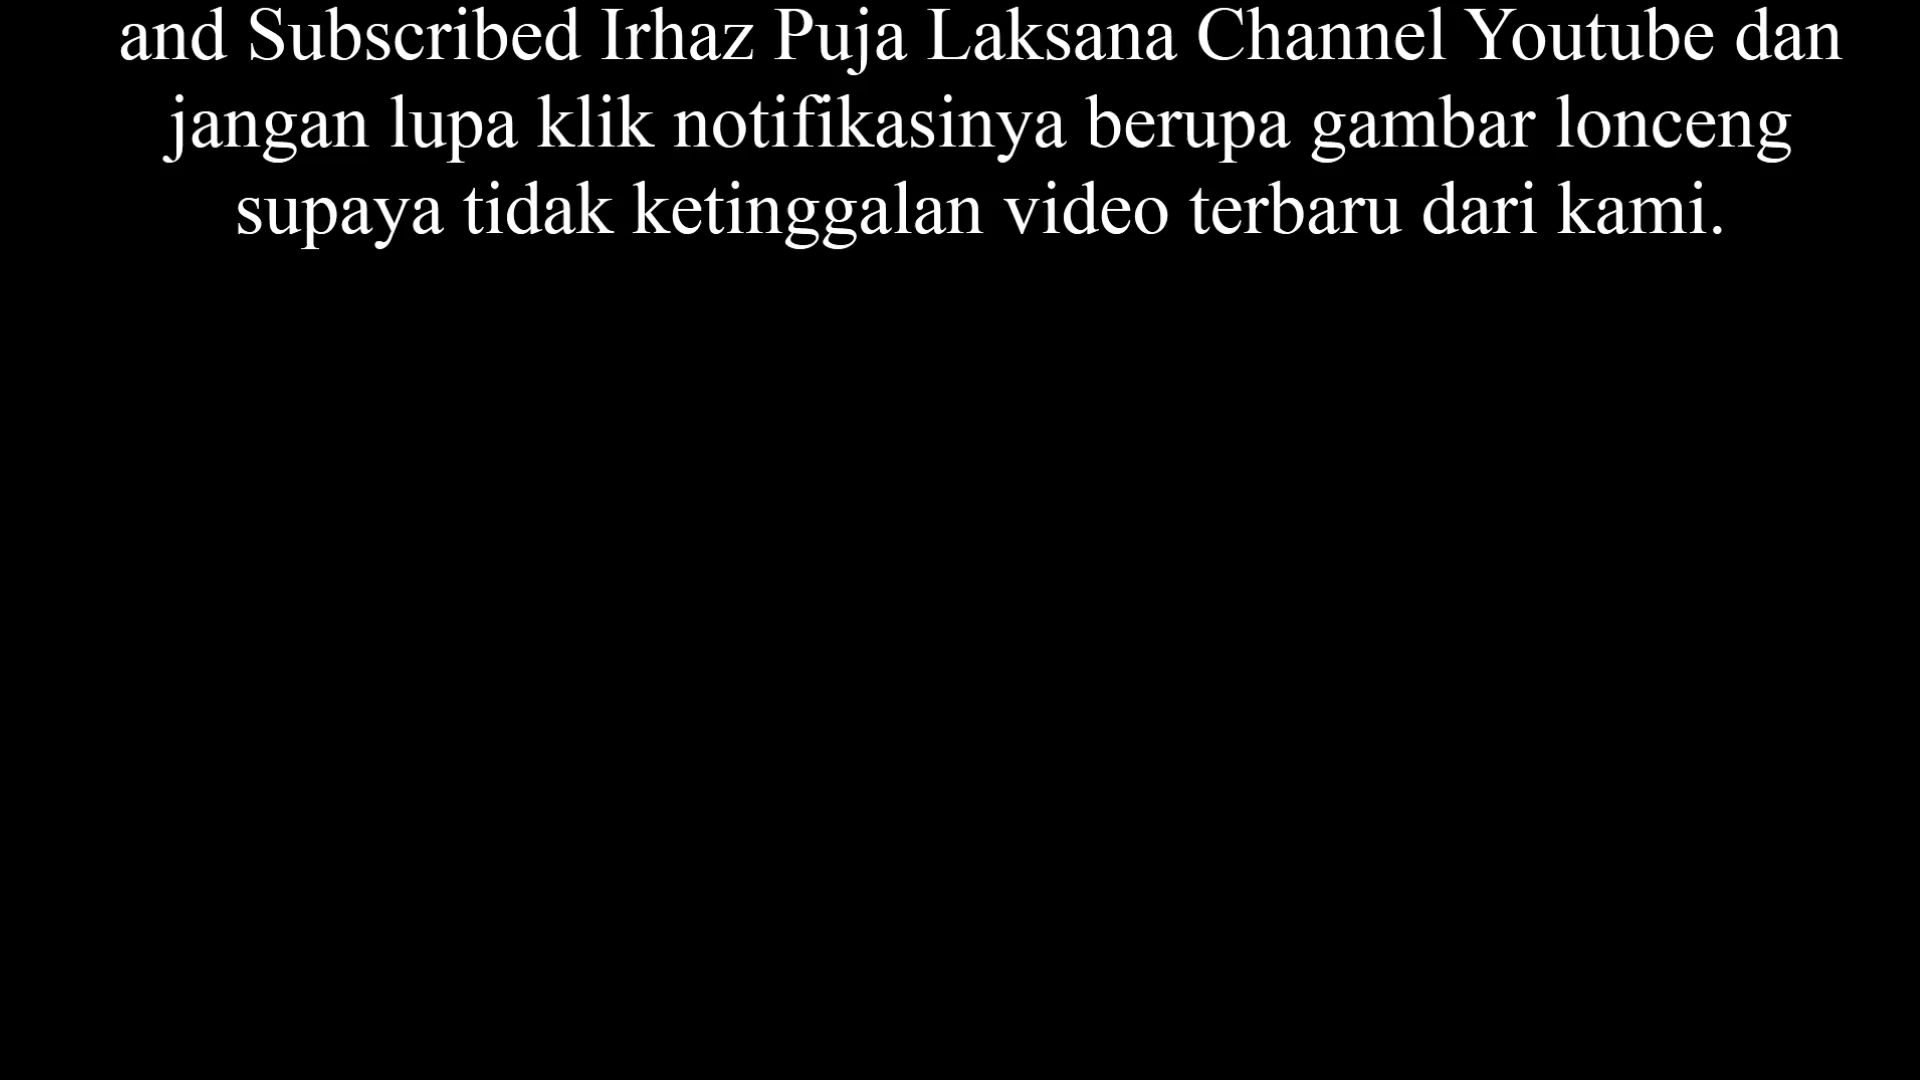 and Subscribed Irhaz Puja Laksana Channel Youtube dan
jangan lupa klik notifikasinya berupa gambar lonceng
supaya tidak ketinggalan video terbaru dari kami.